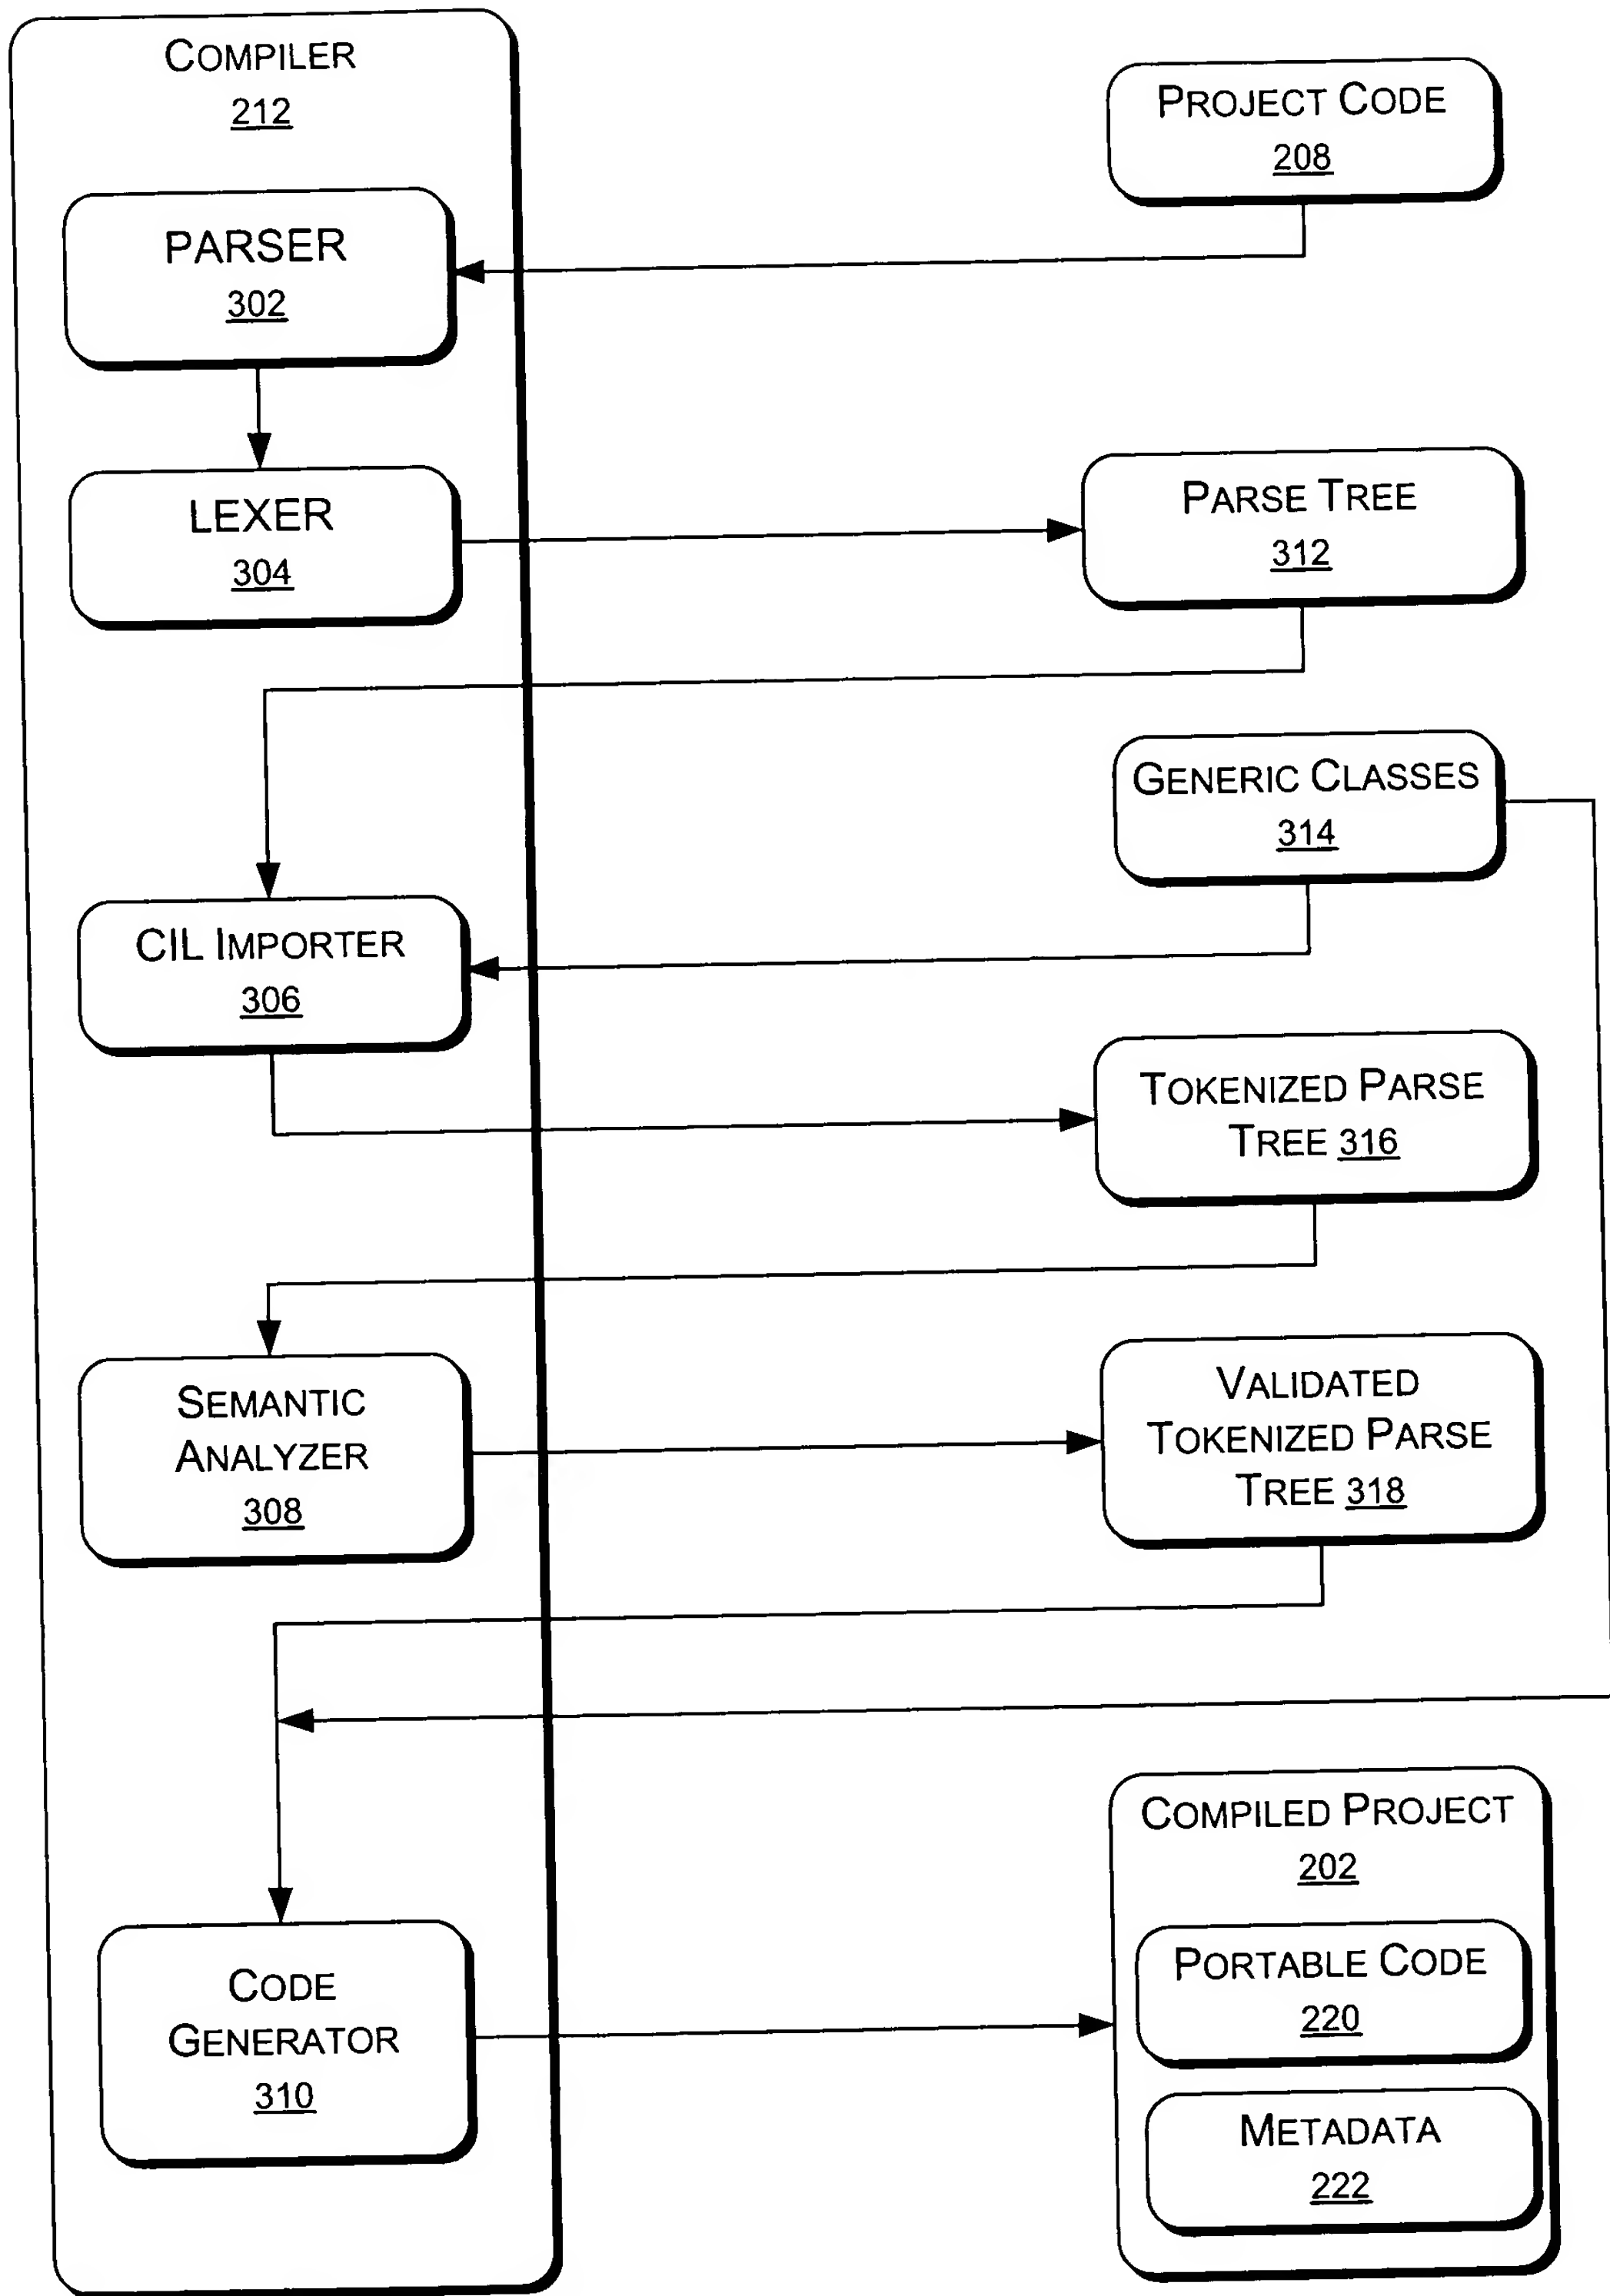 COMPILER
212
PROJECT CODE
208
PARSER
302
LEXER
304
PARSE TREE
312
GENERIC CLASSES
314
CIL IMPORTER
306
TOKENIZED PARSE
TREE 316
SEMANTIC
ANALYZER
308
VALIDATED
TOKENIZED PARSE
TREE 318
CODE
GENERATOR
310
COMPILED PROJECT
202
PORTABLE CODE
220
METADATA
222